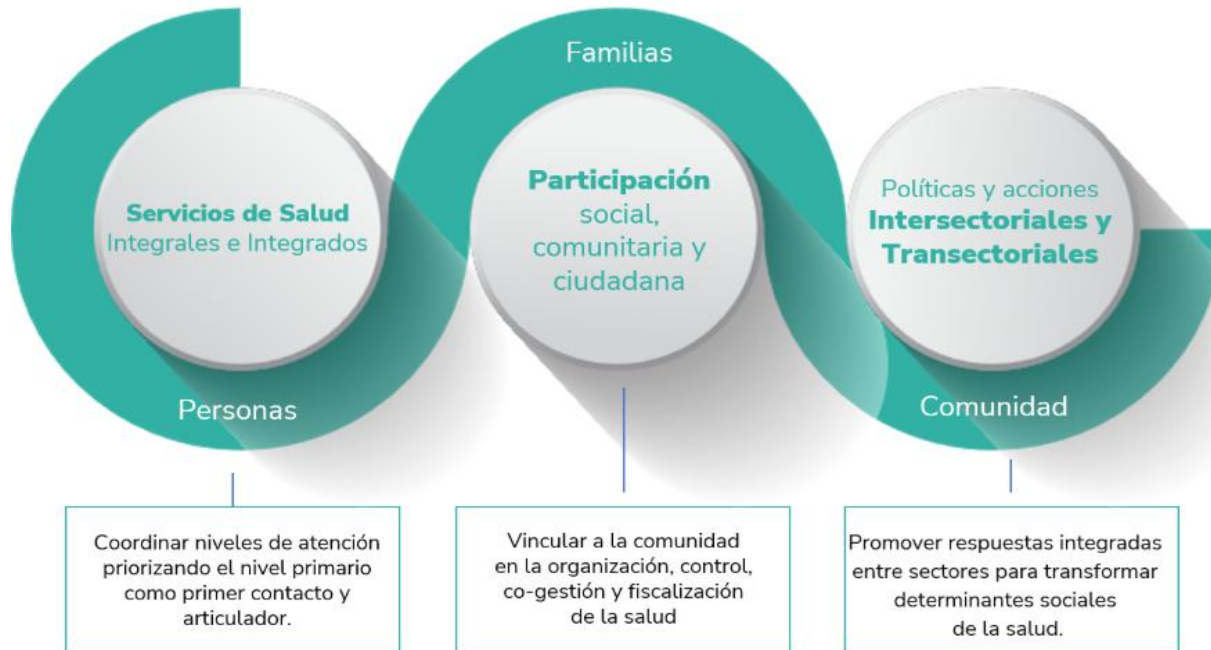 Familias
Servicios de Salud
Integrales e Integrados
Participación
social,
comunitaria y
ciudadana
Políticas y acciones
Intersectoriales y
Transectoriales
Personas
Comunidad
Coordinar niveles de atención
priorizando el nivel primario
como primer contacto y
articulador.
Vincular a la comunidad
en la organización, control,
co-gestión y fiscalización
de la salud
Promover respuestas integradas
entre sectores para transformar
determinantes sociales
de la salud.